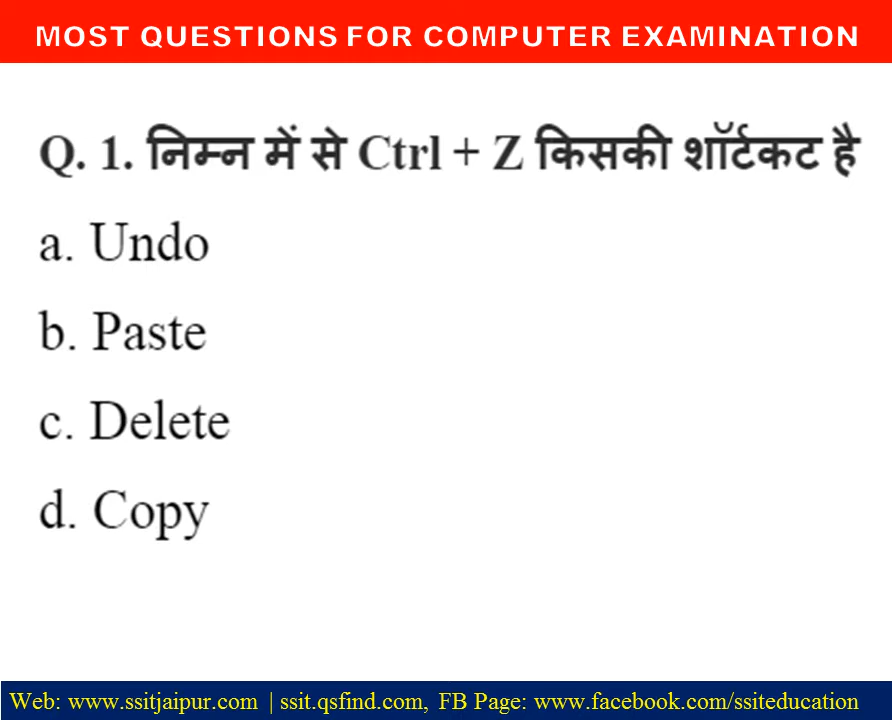 MOST QUESTIONS FOR COMPUTER EXAMINATION
Q. 1. निम्न में से Ctrl + Z किसकी शॉर्टकट है
a. Undo
b. Paste
c. Delete
d. Copy
Web: www.ssitjaipur.com | ssit.qsfind.com, FB Page: www.facebook.com/ssiteducation